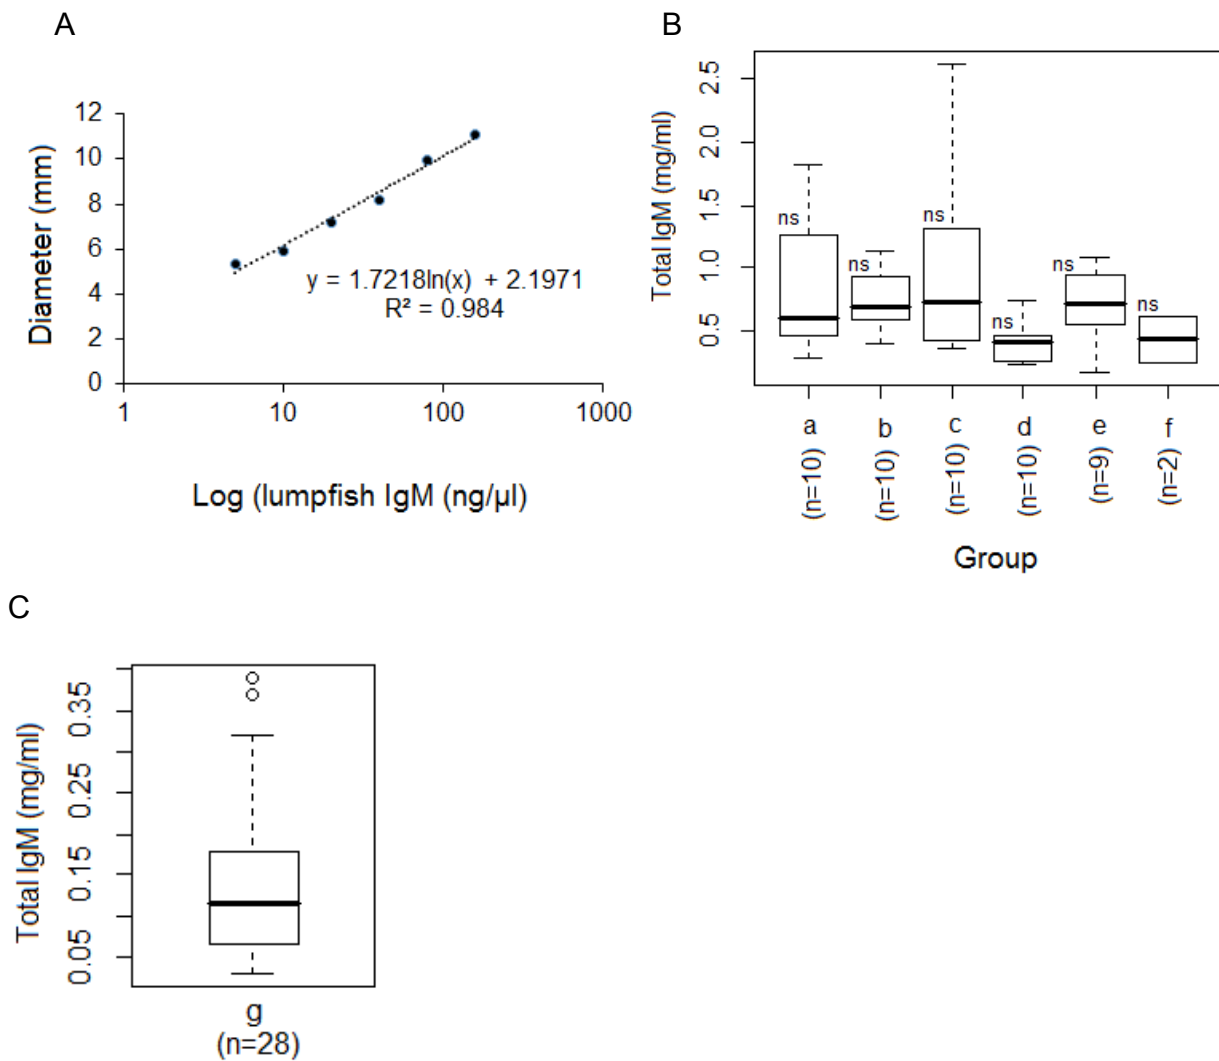 A
12
10
8
6
4
2
0
Diameter (mm)
y = 1.7218ln(x) + 2.1971
R² = 0.984
1 10 100 1000
Log (lumpfish IgM (ng/µl)
B
2.5
2.0
1.5
1.0
0.5
Total IgM (mg/ml)
ns ns ns ns ns ns
a b c d e f
(n=10) (n=10) (n=10) (n=10) (n=9) (n=2)
Group
C
0.35
0.25
0.15
0.05
Total IgM (mg/ml)
g
(n=28)